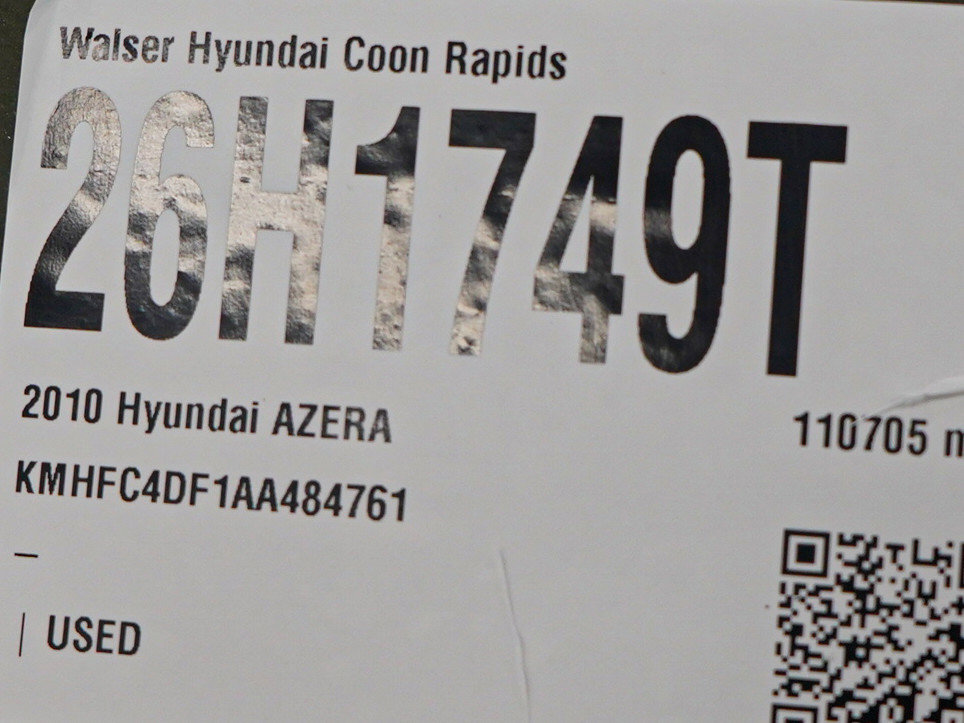 Walser Hyundai Coon Rapids
26H1749T
2010 Hyundai AZERA
110705 m
KMHFC4DF1AA484761
–
| USED